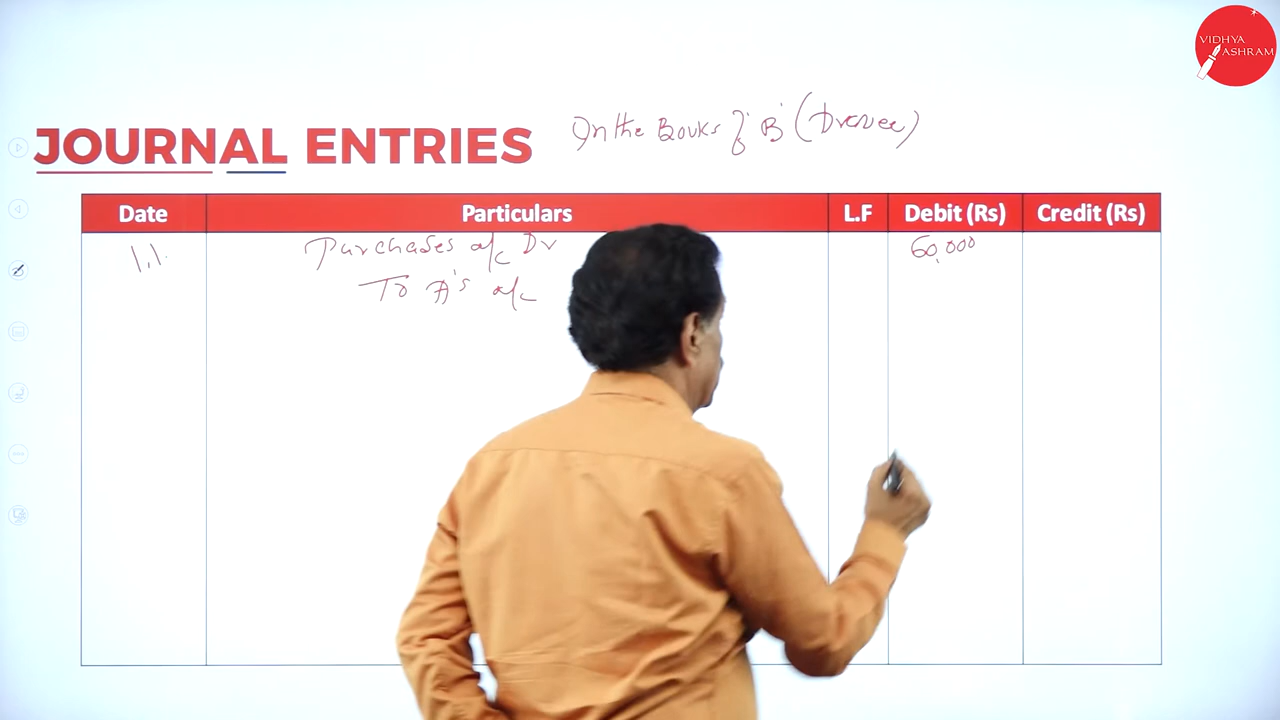 VIDHYA
ASHRAM
JOURNAL ENTRIES
In the Books of 'B' (Drawee)
Date Particulars L.F Debit (Rs) Credit (Rs)
1.1. Purchases a/c Dr 60,000
To A's a/c